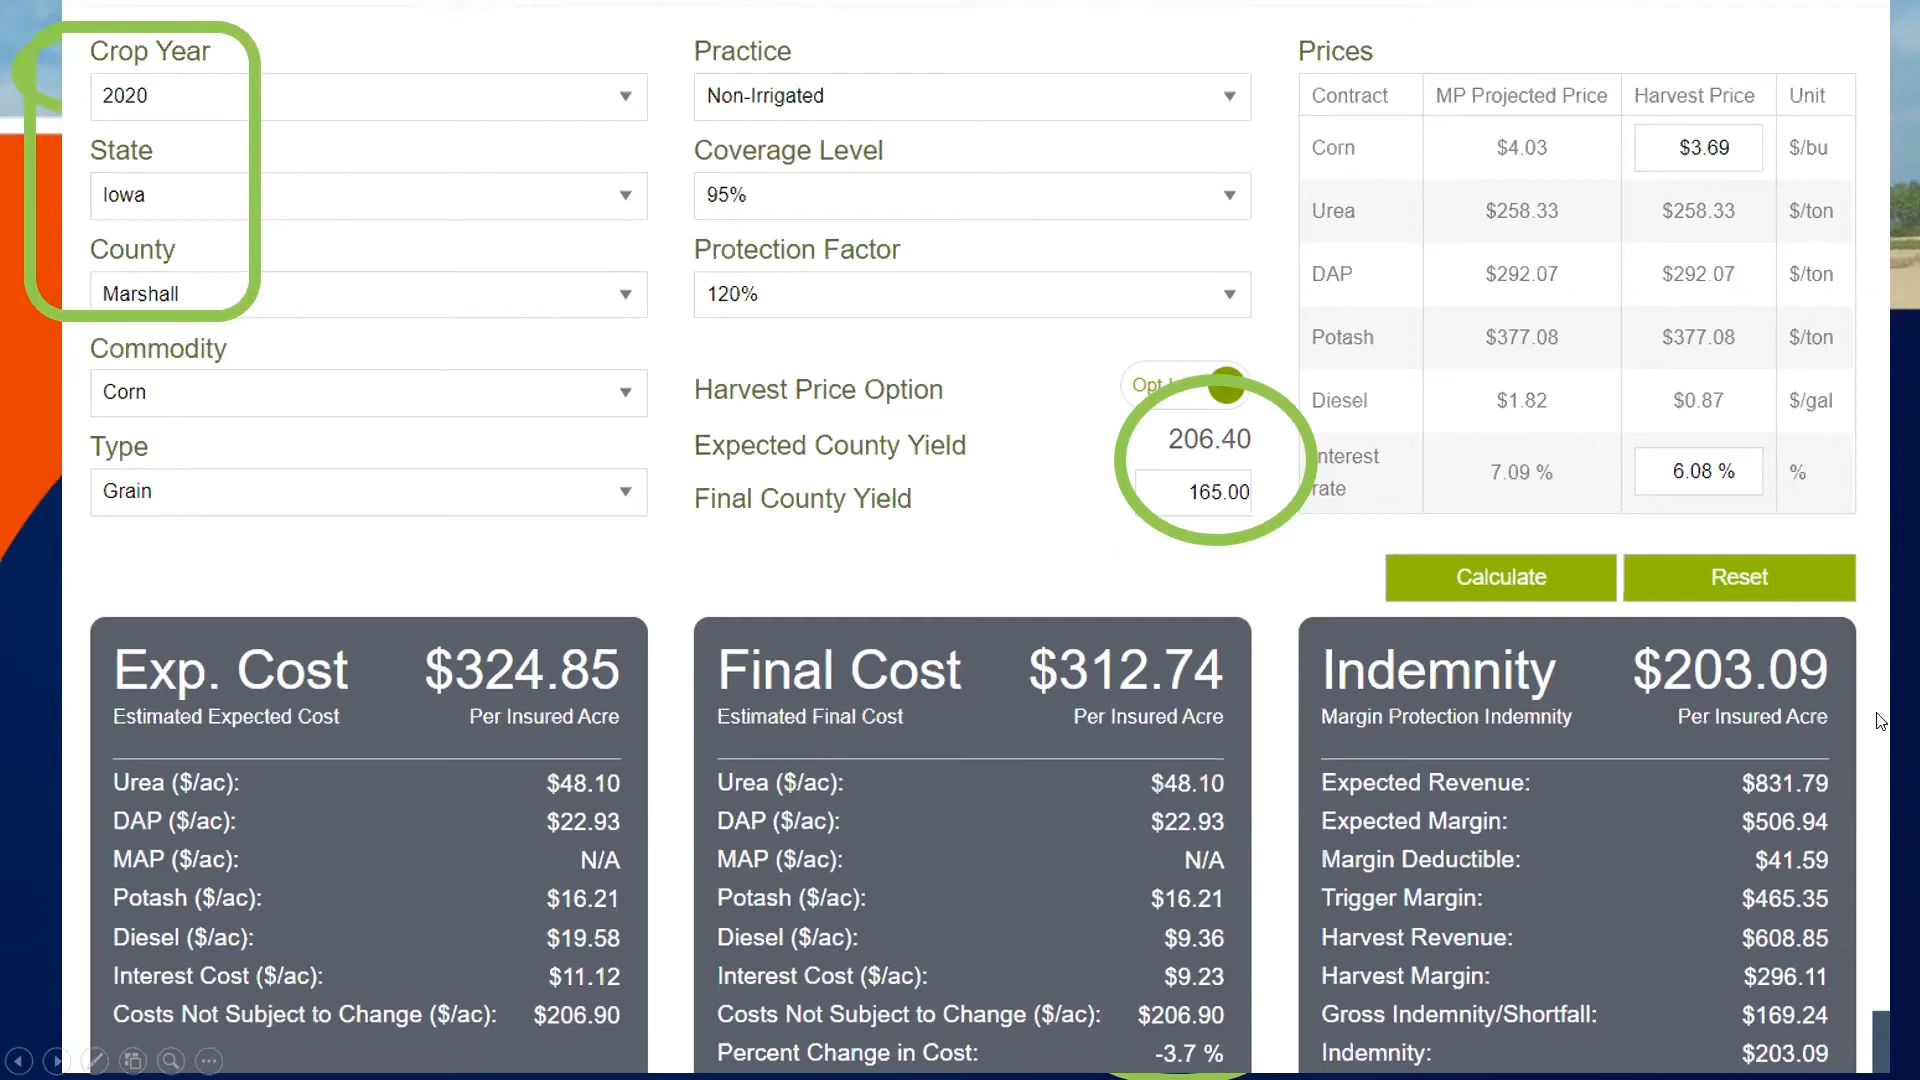 Crop Year
2020
State
Iowa
County
Marshall
Commodity
Corn
Type
Grain
Practice
Non-Irrigated
Coverage Level
95%
Protection Factor
120%
Harvest Price Option
Opt
Expected County Yield 206.40
Final County Yield 165.00
Prices
Contract MP Projected Price Harvest Price Unit
Corn $4.03 $3.69 $/bu
Urea $258.33 $258.33 $/ton
DAP $292.07 $292.07 $/ton
Potash $377.08 $377.08 $/ton
Diesel $1.82 $0.87 $/gal
Interest rate 7.09 % 6.08 % %
Calculate Reset
Exp. Cost $324.85
Estimated Expected Cost Per Insured Acre
Urea ($/ac): $48.10
DAP ($/ac): $22.93
MAP ($/ac): N/A
Potash ($/ac): $16.21
Diesel ($/ac): $19.58
Interest Cost ($/ac): $11.12
Costs Not Subject to Change ($/ac): $206.90
Final Cost $312.74
Estimated Final Cost Per Insured Acre
Urea ($/ac): $48.10
DAP ($/ac): $22.93
MAP ($/ac): N/A
Potash ($/ac): $16.21
Diesel ($/ac): $9.36
Interest Cost ($/ac): $9.23
Costs Not Subject to Change ($/ac): $206.90
Percent Change in Cost: -3.7 %
Indemnity $203.09
Margin Protection Indemnity Per Insured Acre
Expected Revenue: $831.79
Expected Margin: $506.94
Margin Deductible: $41.59
Trigger Margin: $465.35
Harvest Revenue: $608.85
Harvest Margin: $296.11
Gross Indemnity/Shortfall: $169.24
Indemnity: $203.09